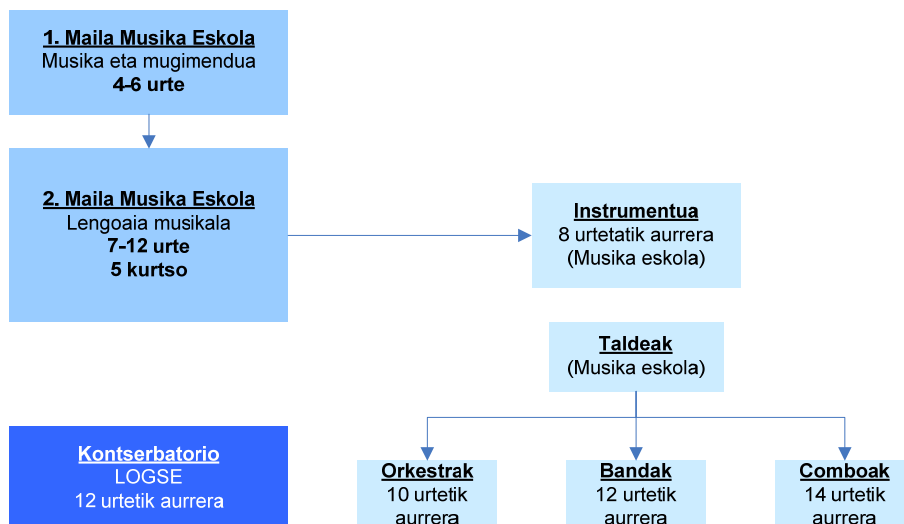 1. Maila Musika Eskola
Musika eta mugimendua
4-6 urte
2. Maila Musika Eskola
Lengoaia musikala
7-12 urte
5 kurtso
Instrumentua
8 urtetatik aurrera
(Musika eskola)
Taldeak
(Musika eskola)
Kontserbatorio
LOGSE
12 urtetik aurrera
Orkestrak
10 urtetik
aurrera
Bandak
12 urtetik
aurrera
Comboak
14 urtetik
aurrera